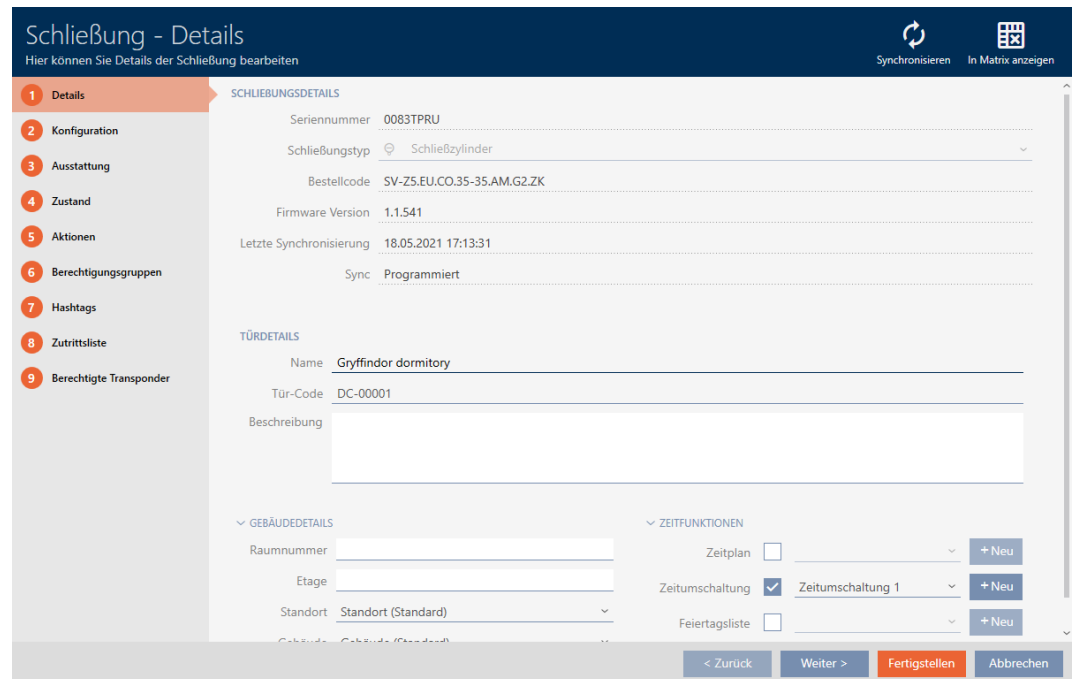 Schließung - Details
Hier können Sie Details der Schließung bearbeiten
Synchronisieren
In Matrix anzeigen
1 Details
2 Konfiguration
3 Ausstattung
4 Zustand
5 Aktionen
6 Berechtigungsgruppen
7 Hashtags
8 Zutrittsliste
9 Berechtigte Transponder
SCHLIEßUNGSDETAILS
Seriennummer 0083TPRU
Schließungstyp Schließzylinder
Bestellcode SV-Z5.EU.CO.35-35.AM.G2.ZK
Firmware Version 1.1.541
Letzte Synchronisierung 18.05.2021 17:13:31
Sync Programmiert
TÜRDETAILS
Name Gryffindor dormitory
Tür-Code DC-00001
Beschreibung
GEBÄUDEDETAILS
Raumnummer
Etage
Standort Standort (Standard)
Gebäude Gebäude (Standard)
ZEITFUNKTIONEN
Zeitplan + Neu
Zeitumschaltung Zeitumschaltung 1 + Neu
Feiertagsliste + Neu
< Zurück Weiter > Fertigstellen Abbrechen